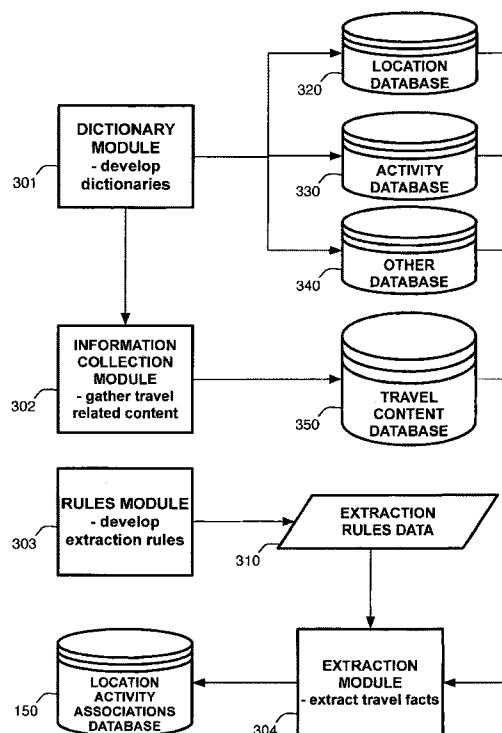 LOCATION
DATABASE
320
DICTIONARY
MODULE
- develop
dictionaries
301
ACTIVITY
DATABASE
330
OTHER
DATABASE
340
INFORMATION
COLLECTION
MODULE
- gather travel
related content
302
TRAVEL
CONTENT
DATABASE
350
RULES MODULE
- develop
extraction rules
303
EXTRACTION
RULES DATA
310
LOCATION
ACTIVITY
ASSOCIATIONS
DATABASE
150
EXTRACTION
MODULE
- extract travel facts
304